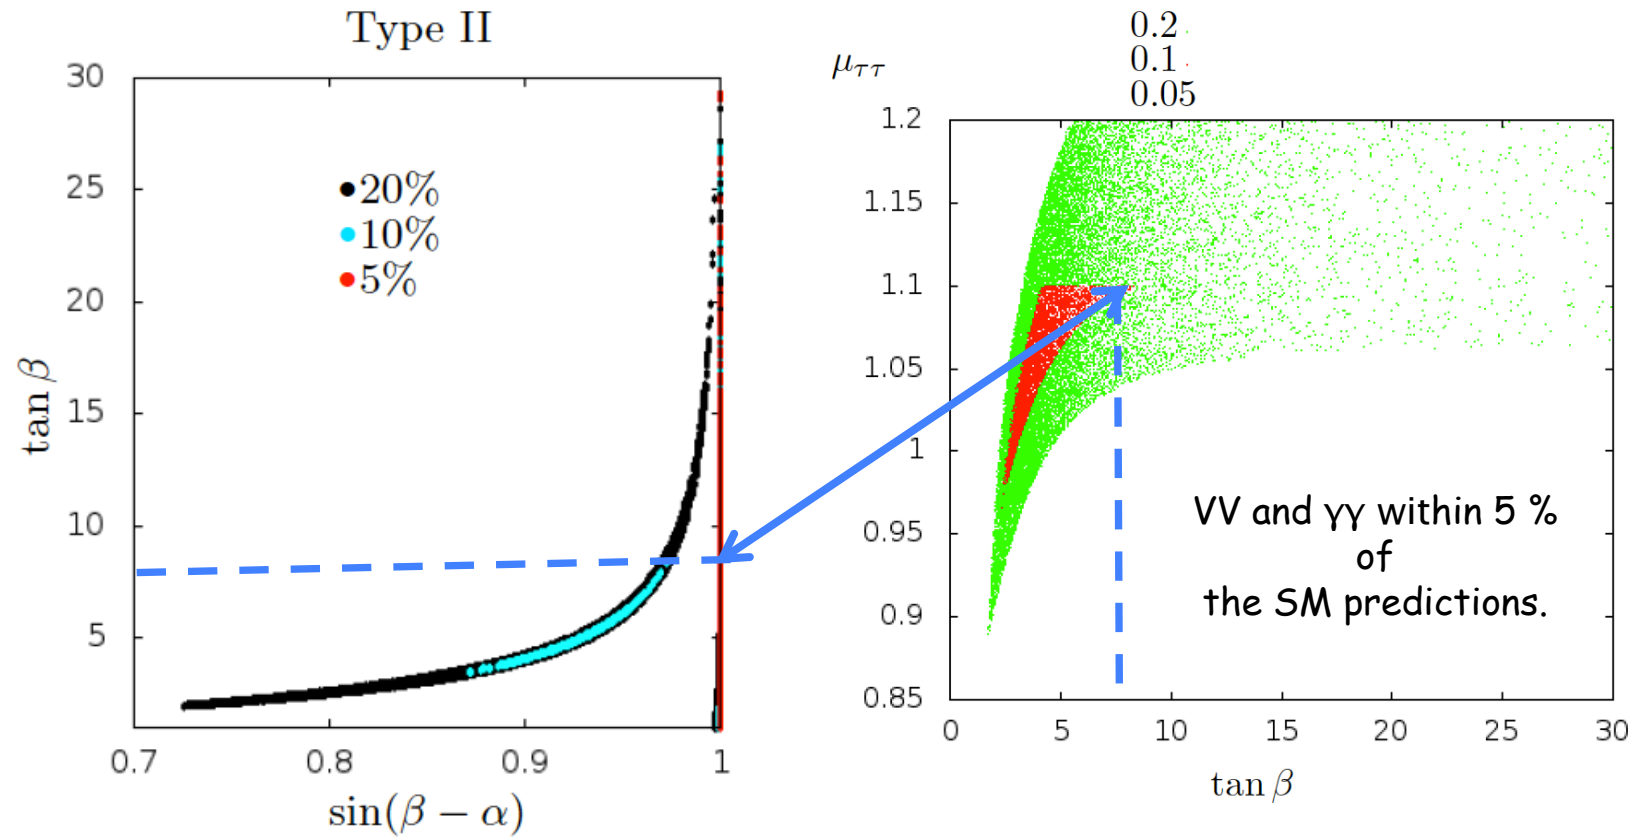 Type II
30
25
20
15
10
5
tan β
20%
10%
5%
0.7 0.8 0.9 1
sin(β − α)
0.2
0.1
0.05
μττ
1.2
1.15
1.1
1.05
1
0.95
0.9
0.85
VV and γγ within 5 %
of
the SM predictions.
0 5 10 15 20 25 30
tan β